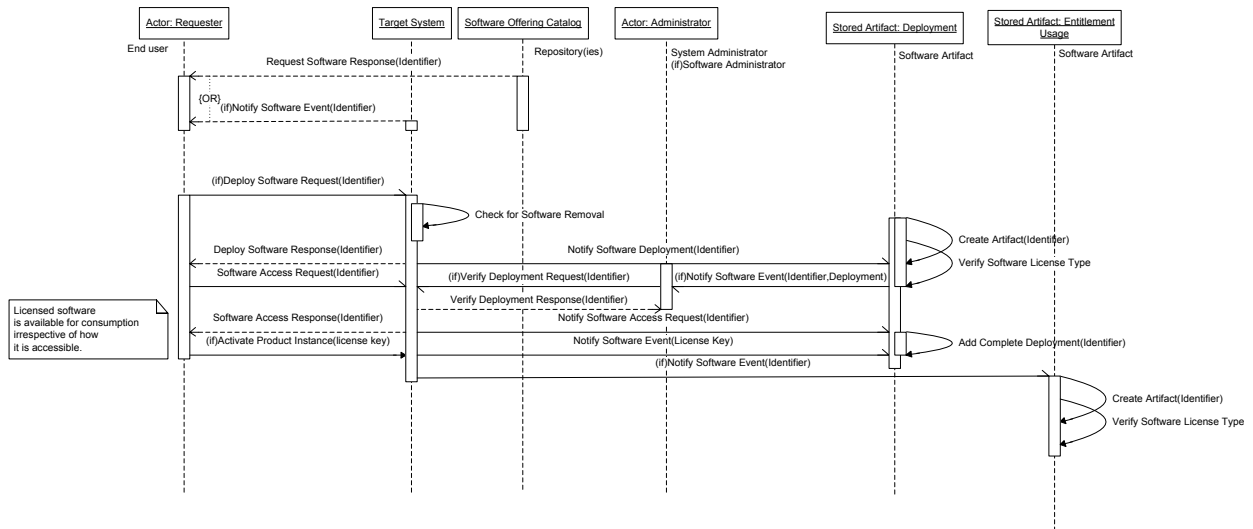 Actor: Requester
Target System
Software Offering Catalog
Actor: Administrator
Stored Artifact: Deployment
Stored Artifact: Entitlement
Usage
End user
Repository(ies)
System Administrator
(if)Software Administrator
Software Artifact
Software Artifact
Request Software Response(Identifier)
{OR}
(if)Notify Software Event(Identifier)
(if)Deploy Software Request(Identifier)
Check for Software Removal
Create Artifact(Identifier)
Deploy Software Response(Identifier)
Notify Software Deployment(Identifier)
Verify Software License Type
Software Access Request(Identifier)
(if)Verify Deployment Request(Identifier)
(if)Notify Software Event(Identifier,Deployment)
Verify Deployment Response(Identifier)
Licensed software
is available for consumption
irrespective of how
it is accessible.
Software Access Response(Identifier)
Notify Software Access Request(Identifier)
(if)Activate Product Instance(license key)
Notify Software Event(License Key)
Add Complete Deployment(Identifier)
(if)Notify Software Event(Identifier)
Create Artifact(Identifier)
Verify Software License Type